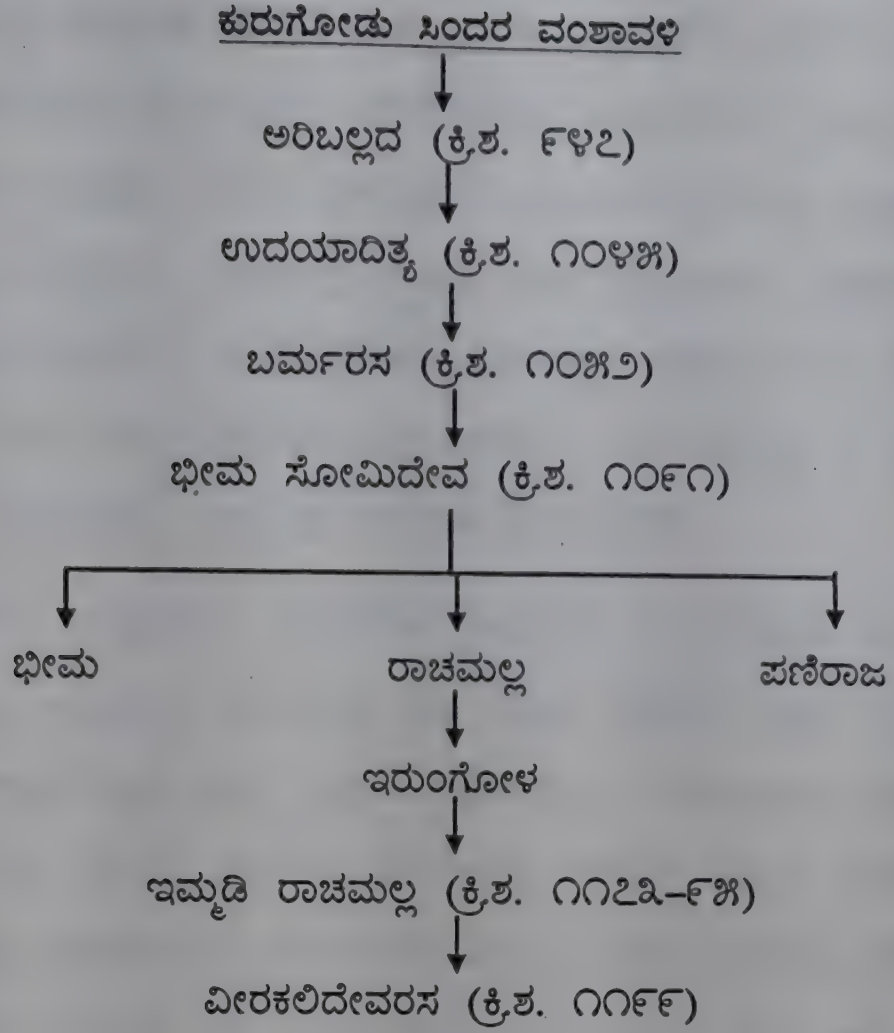 ಕುರುಗೋಡು ಸಿಂದರ ವಂಶಾವಳಿ
ಅರಿಬಲ್ಲದ (ಕ್ರಿ.ಶ. ೯೪೭)
ಉದಯಾದಿತ್ಯ (ಕ್ರಿ.ಶ. ೧೦೪೫)
ಬರ್ಮರಸ (ಕ್ರಿ.ಶ. ೧೦೫೨)
ಭೀಮ ಸೋಮಿದೇವ (ಕ್ರಿ.ಶ. ೧೦೯೧)
ಭೀಮ ರಾಚಮಲ್ಲ ಪಣಿರಾಜ
ಇರುಂಗೋಳ
ಇಮ್ಮಡಿ ರಾಚಮಲ್ಲ (ಕ್ರಿ.ಶ. ೧೧೭೩–೯೫)
ವೀರಕಲಿದೇವರಸ (ಕ್ರಿ.ಶ. ೧೧೯೯)